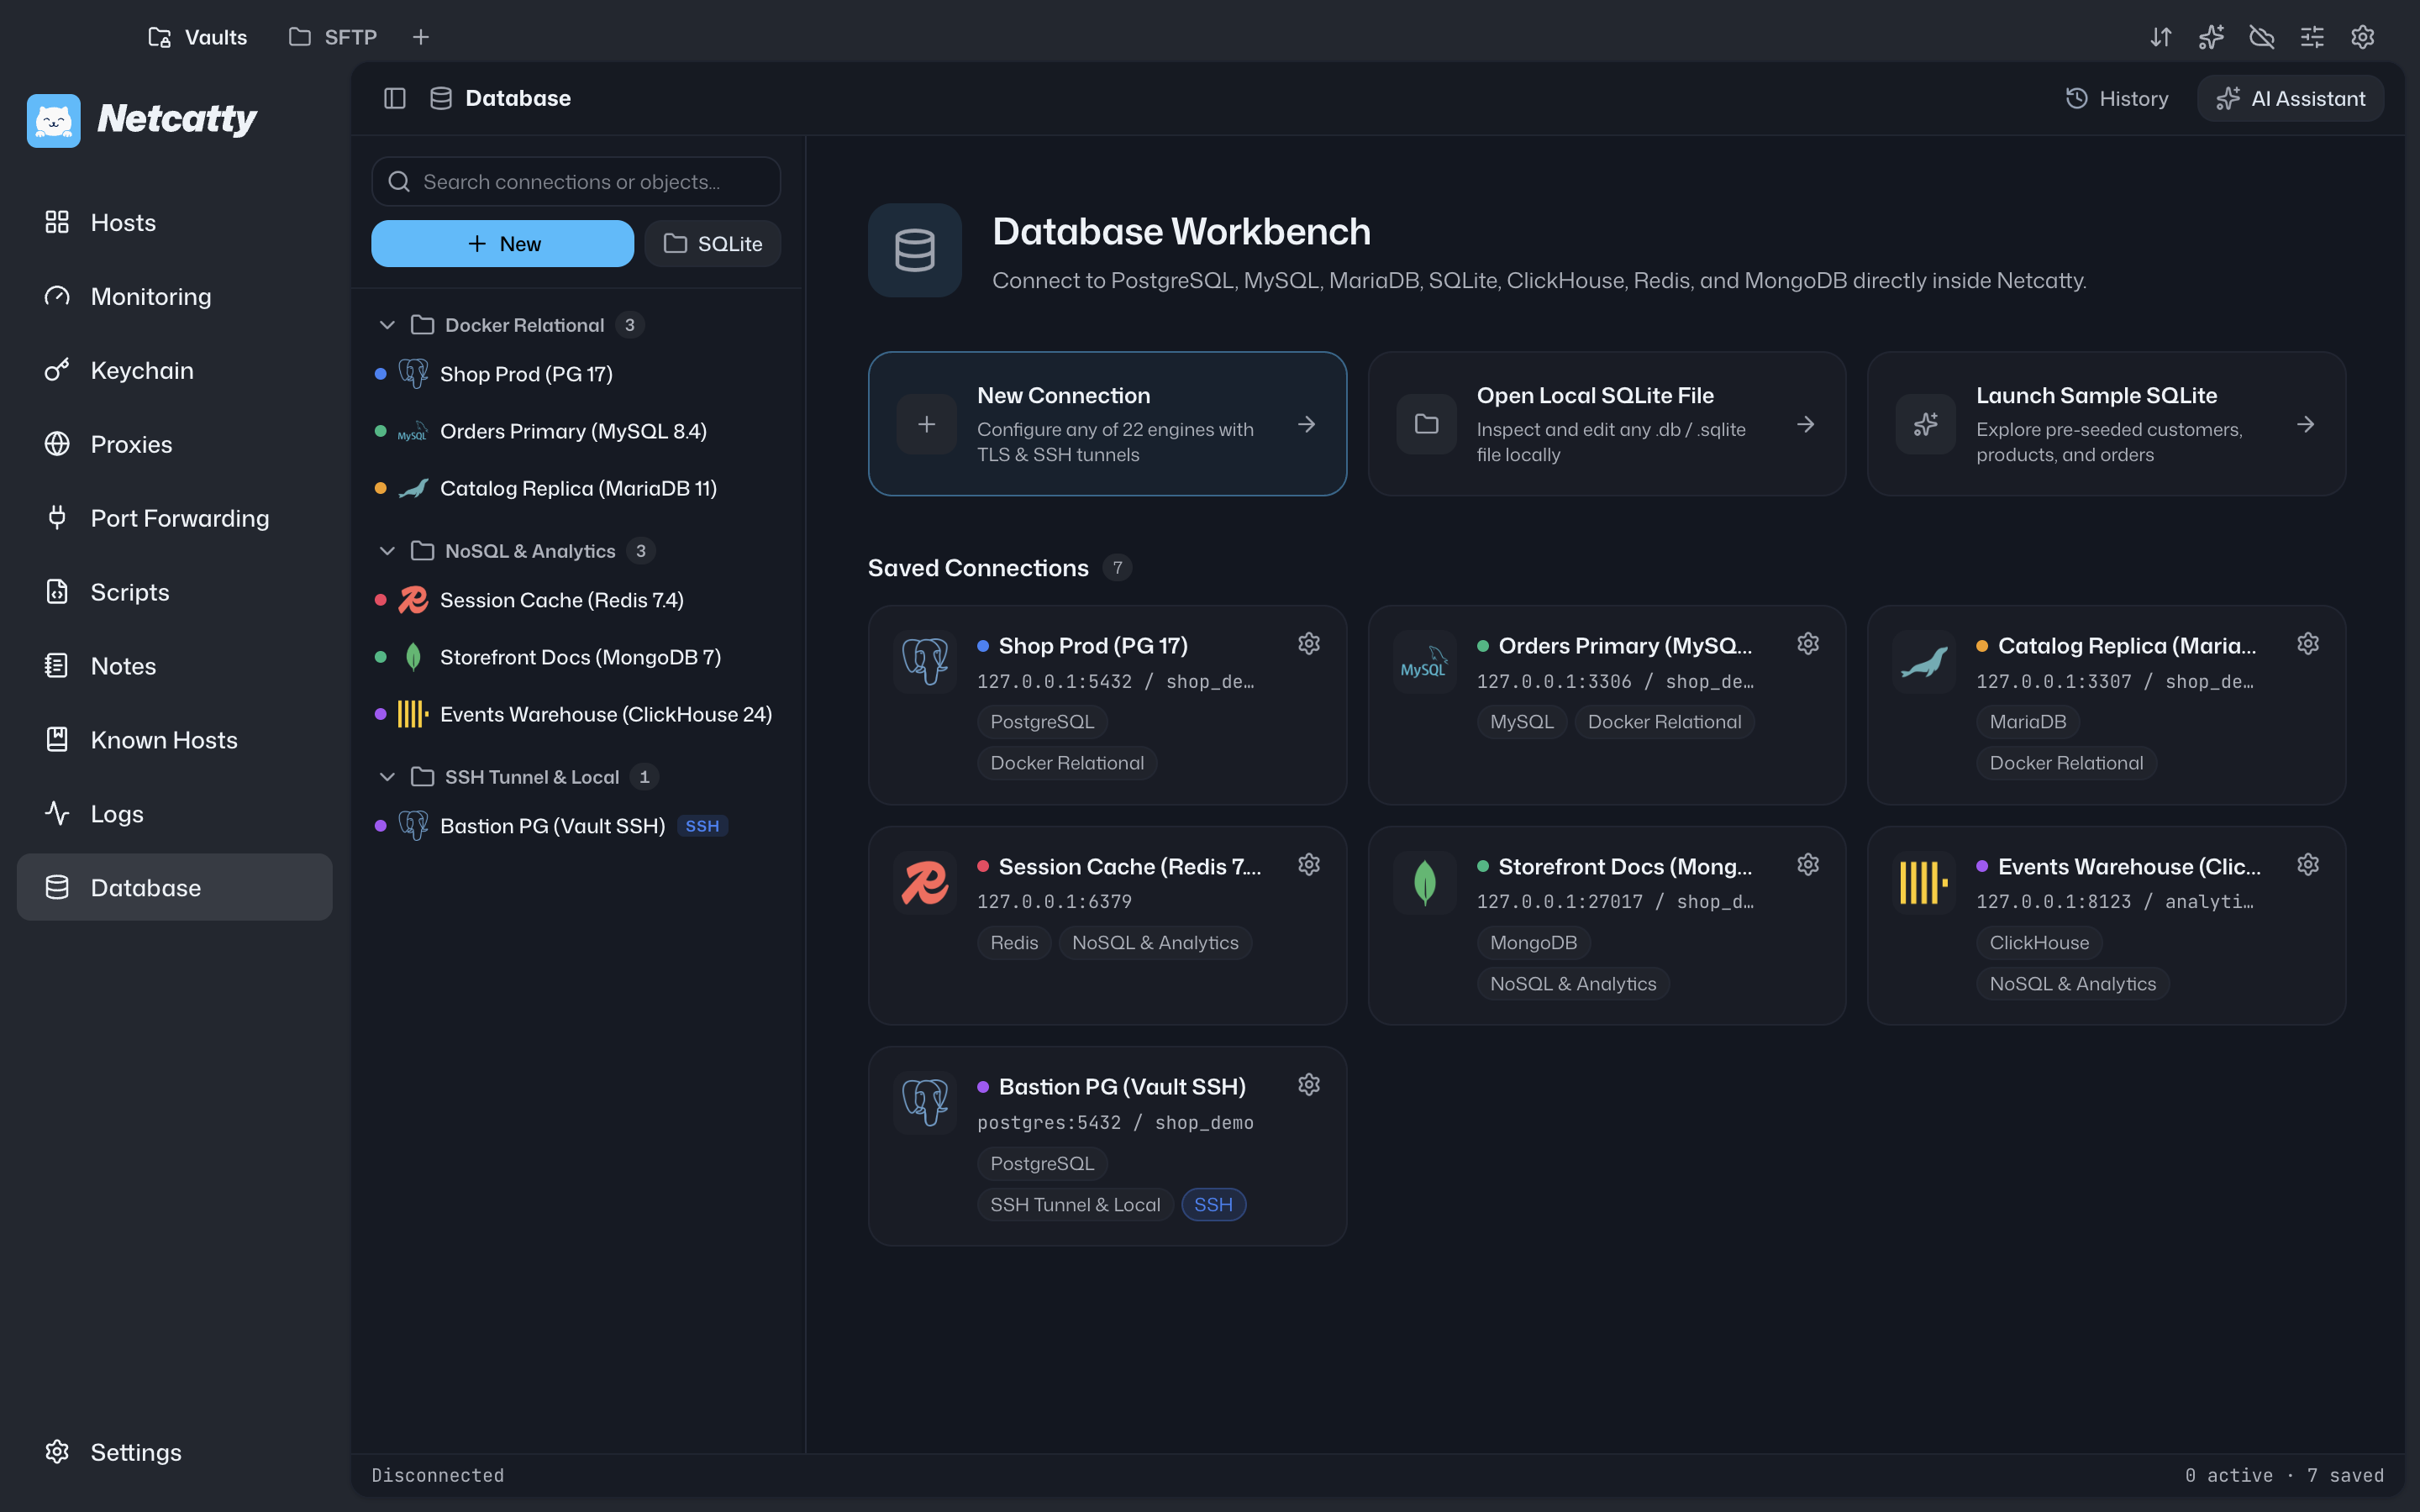 Vaults
SFTP
Netcatty
Hosts
Monitoring
Keychain
Proxies
Port Forwarding
Scripts
Notes
Known Hosts
Logs
Database
Settings
Database
History
AI Assistant
Search connections or objects...
New
SQLite
Docker Relational 3
Shop Prod (PG 17)
MySQL Orders Primary (MySQL 8.4)
Catalog Replica (MariaDB 11)
NoSQL & Analytics 3
Session Cache (Redis 7.4)
Storefront Docs (MongoDB 7)
Events Warehouse (ClickHouse 24)
SSH Tunnel & Local 1
Bastion PG (Vault SSH) SSH
Database Workbench
Connect to PostgreSQL, MySQL, MariaDB, SQLite, ClickHouse, Redis, and MongoDB directly inside Netcatty.
New Connection
Configure any of 22 engines with
TLS & SSH tunnels
Open Local SQLite File
Inspect and edit any .db / .sqlite
file locally
Launch Sample SQLite
Explore pre-seeded customers,
products, and orders
Saved Connections 7
Shop Prod (PG 17)
127.0.0.1:5432 / shop_de…
PostgreSQL
Docker Relational
MySQL
Orders Primary (MySQ...
127.0.0.1:3306 / shop_de…
MySQL Docker Relational
Catalog Replica (Maria...
127.0.0.1:3307 / shop_de…
MariaDB
Docker Relational
Session Cache (Redis 7....
127.0.0.1:6379
Redis NoSQL & Analytics
Storefront Docs (Mong...
127.0.0.1:27017 / shop_d…
MongoDB
NoSQL & Analytics
Events Warehouse (Clic...
127.0.0.1:8123 / analyti…
ClickHouse
NoSQL & Analytics
Bastion PG (Vault SSH)
postgres:5432 / shop_demo
PostgreSQL
SSH Tunnel & Local SSH
Disconnected
0 active · 7 saved